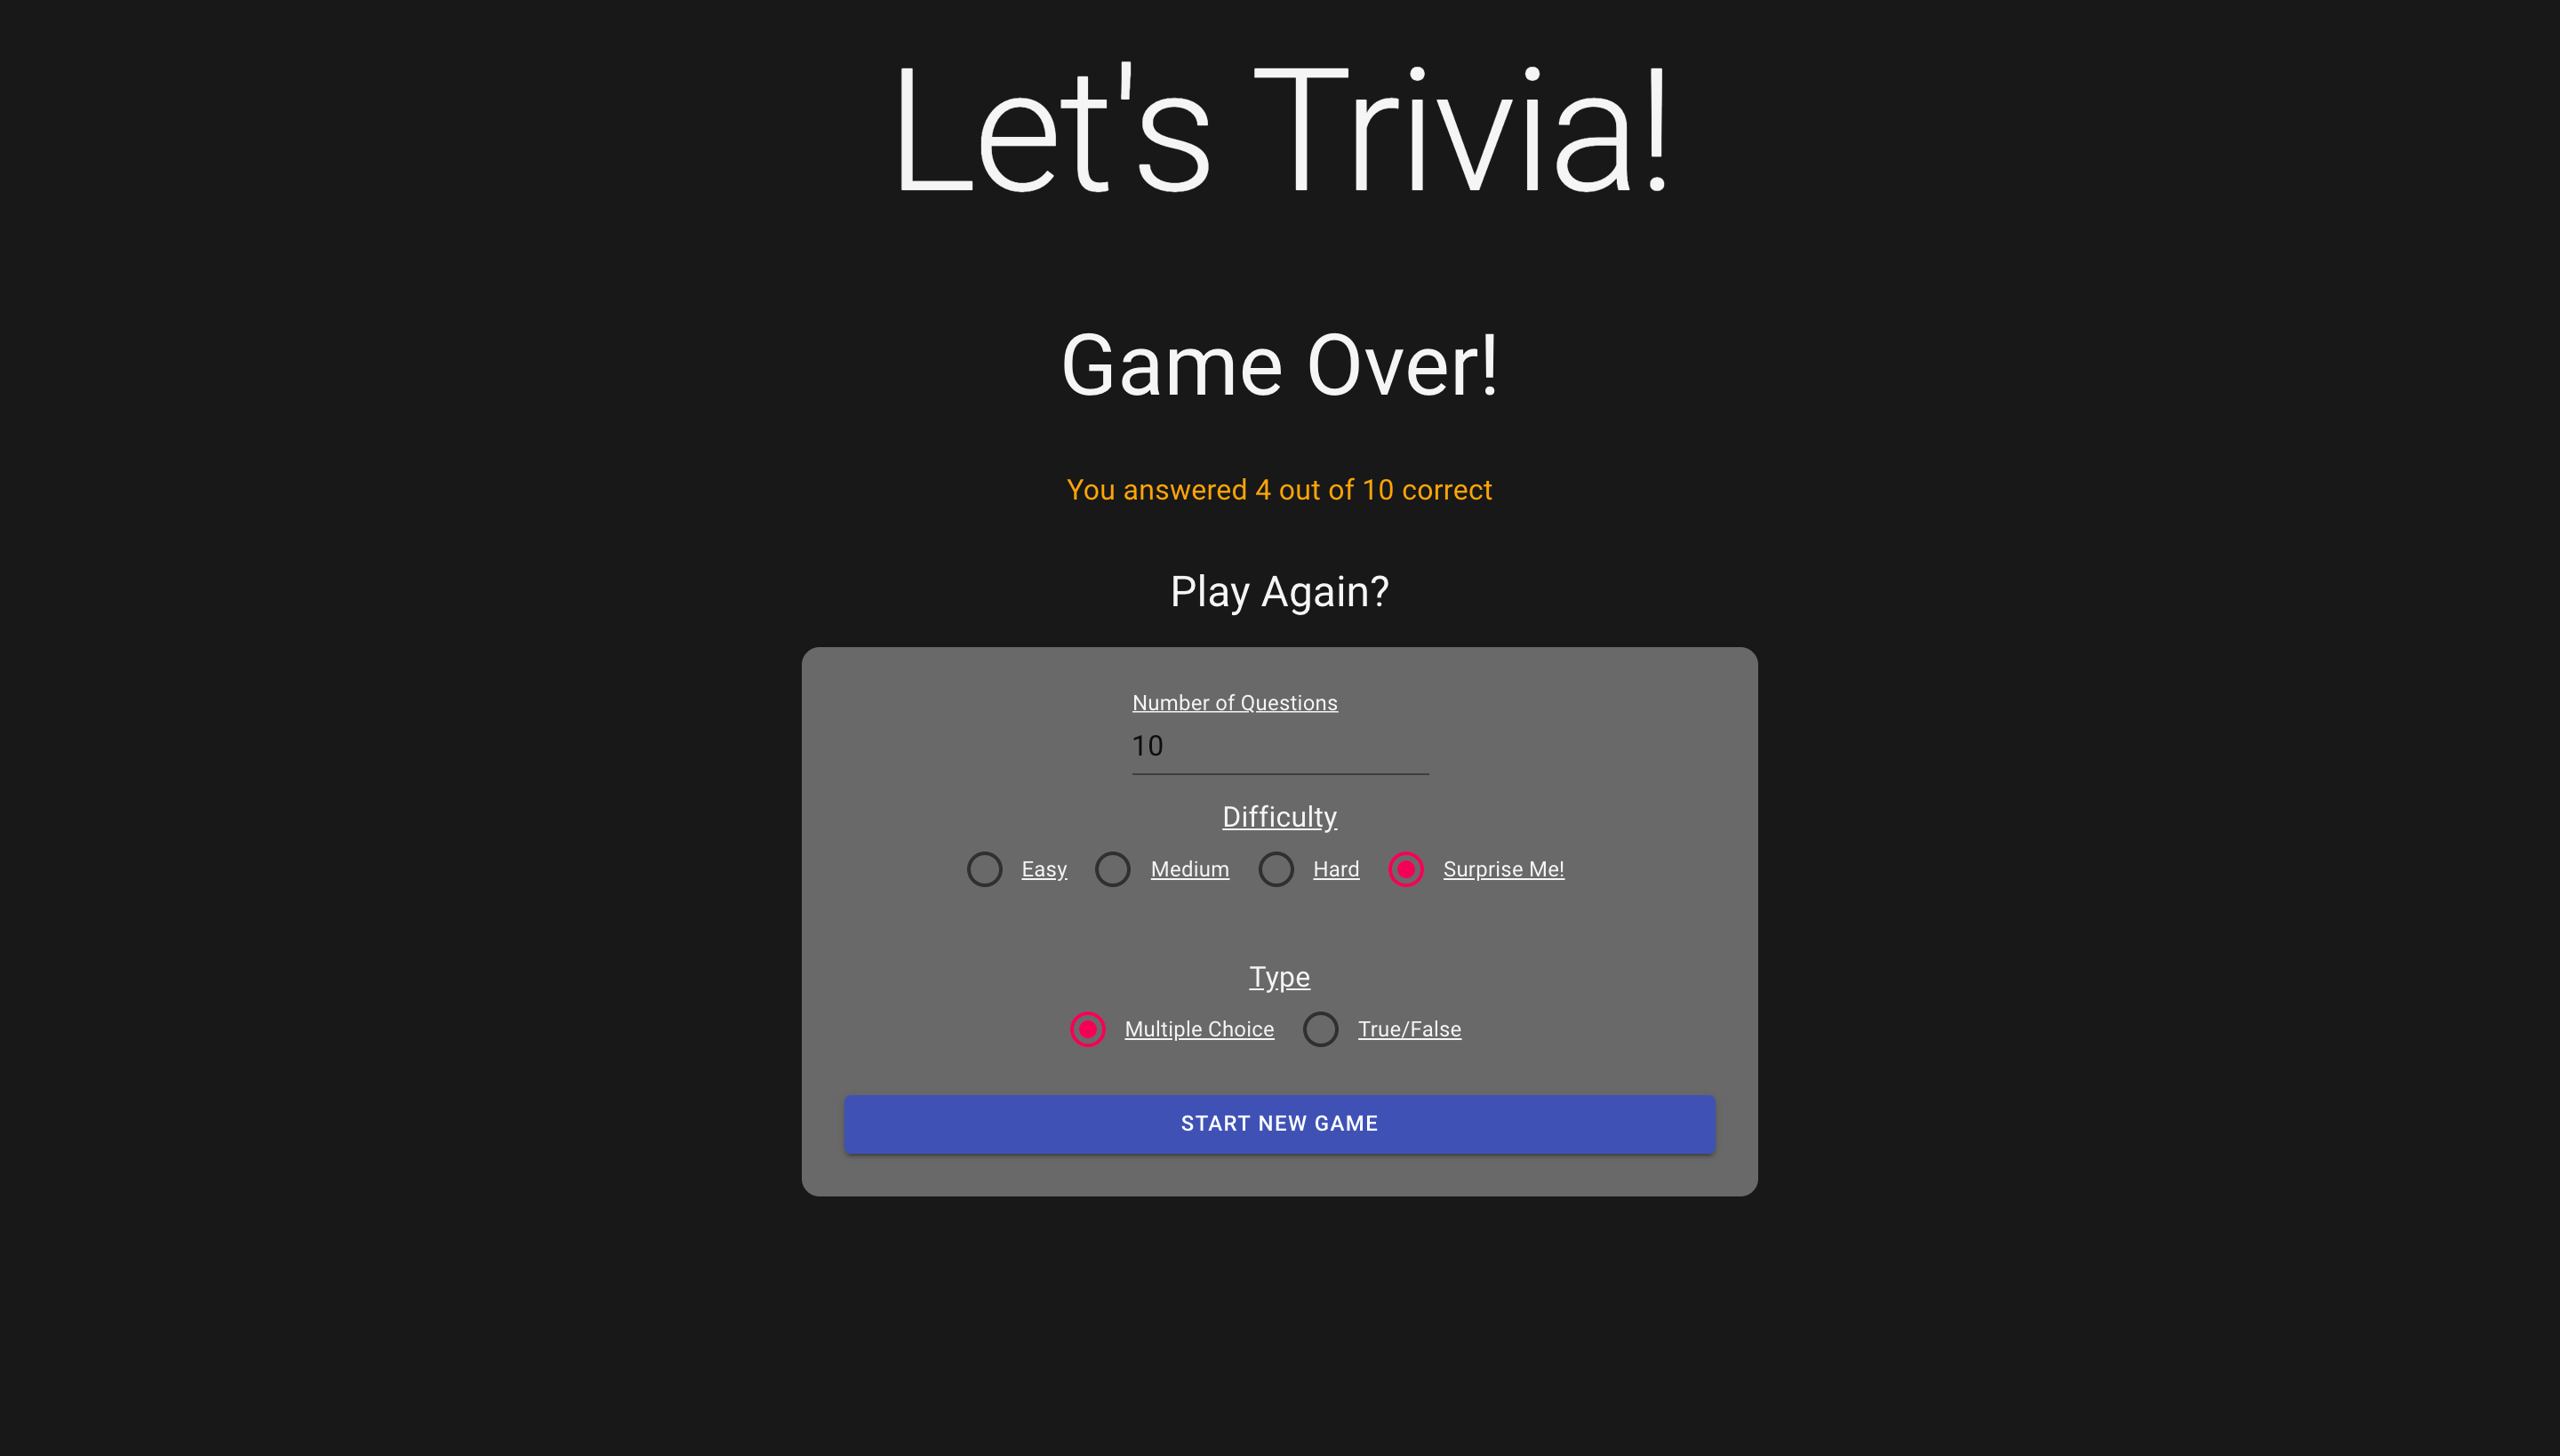 Let's Trivia!
Game Over!
You answered 4 out of 10 correct
Play Again?
Number of Questions
10
Difficulty
Easy Medium Hard Surprise Me!
Type
Multiple Choice True/False
START NEW GAME